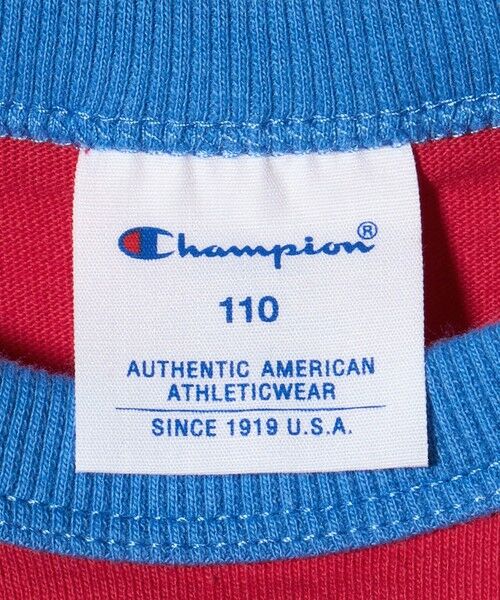 Champion®
110
AUTHENTIC AMERICAN
ATHLETICWEAR
SINCE 1919 U.S.A.